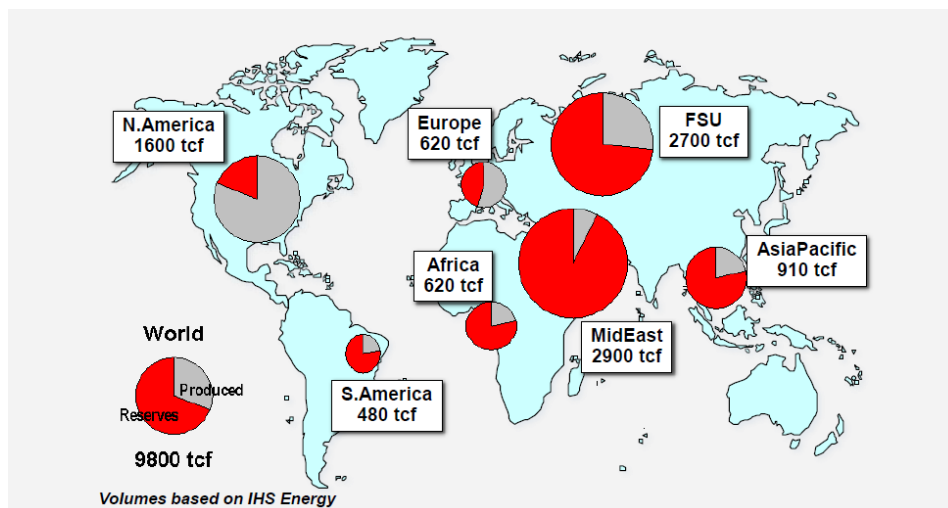 N.America
1600 tcf
Europe
620 tcf
FSU
2700 tcf
Africa
620 tcf
AsiaPacific
910 tcf
MidEast
2900 tcf
S.America
480 tcf
World
Produced
Reserves
9800 tcf
Volumes based on IHS Energy